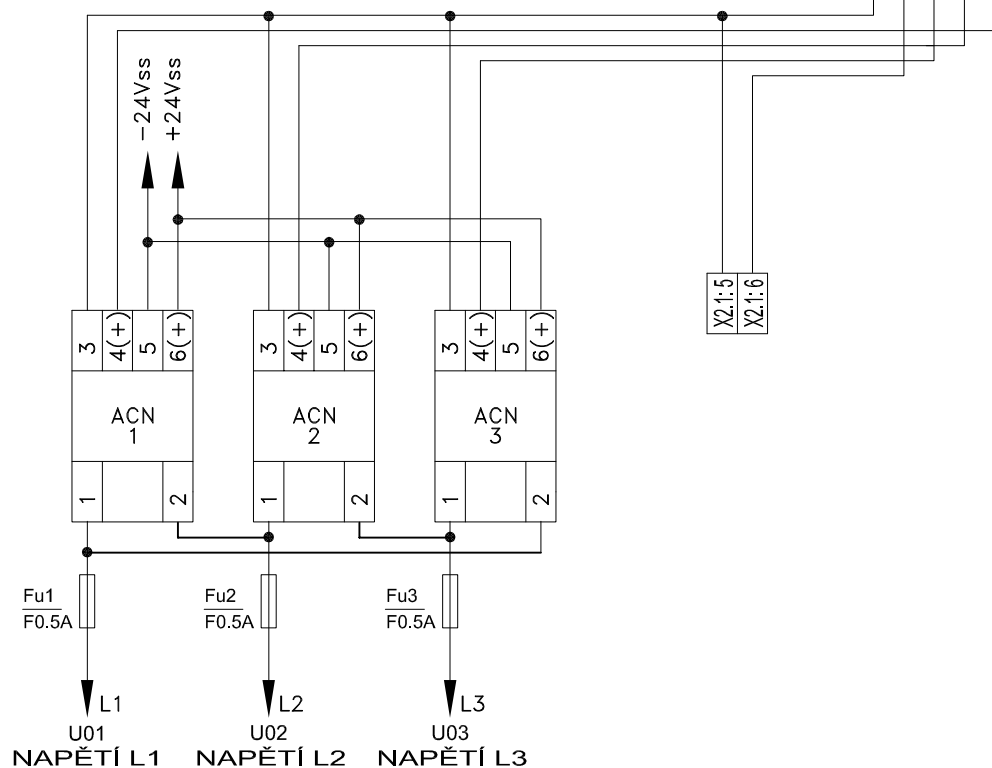 −24Vss
+24Vss
3 4(+) 5 6(+)
3 4(+) 5 6(+)
3 4(+) 5 6(+)
X2.1:5
X2.1:6
ACN
1
ACN
2
ACN
3
1 2
1 2
1 2
Fu1
F0.5A
Fu2
F0.5A
Fu3
F0.5A
L1
L2
L3
U01
U02
U03
NAPĚTÍ L1
NAPĚTÍ L2
NAPĚTÍ L3